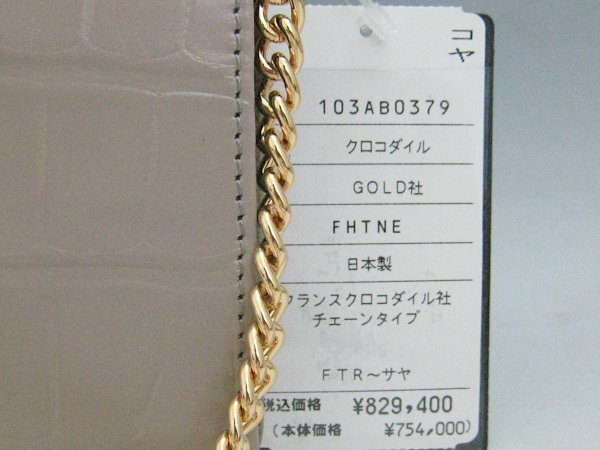 コヤ
103AB0379
クロコダイル
GOLD社
FHTNE
日本製
フランスクロコダイル社
チェーンタイプ
FTR～サヤ
税込価格 ¥829,400
(本体価格 ¥754,000)